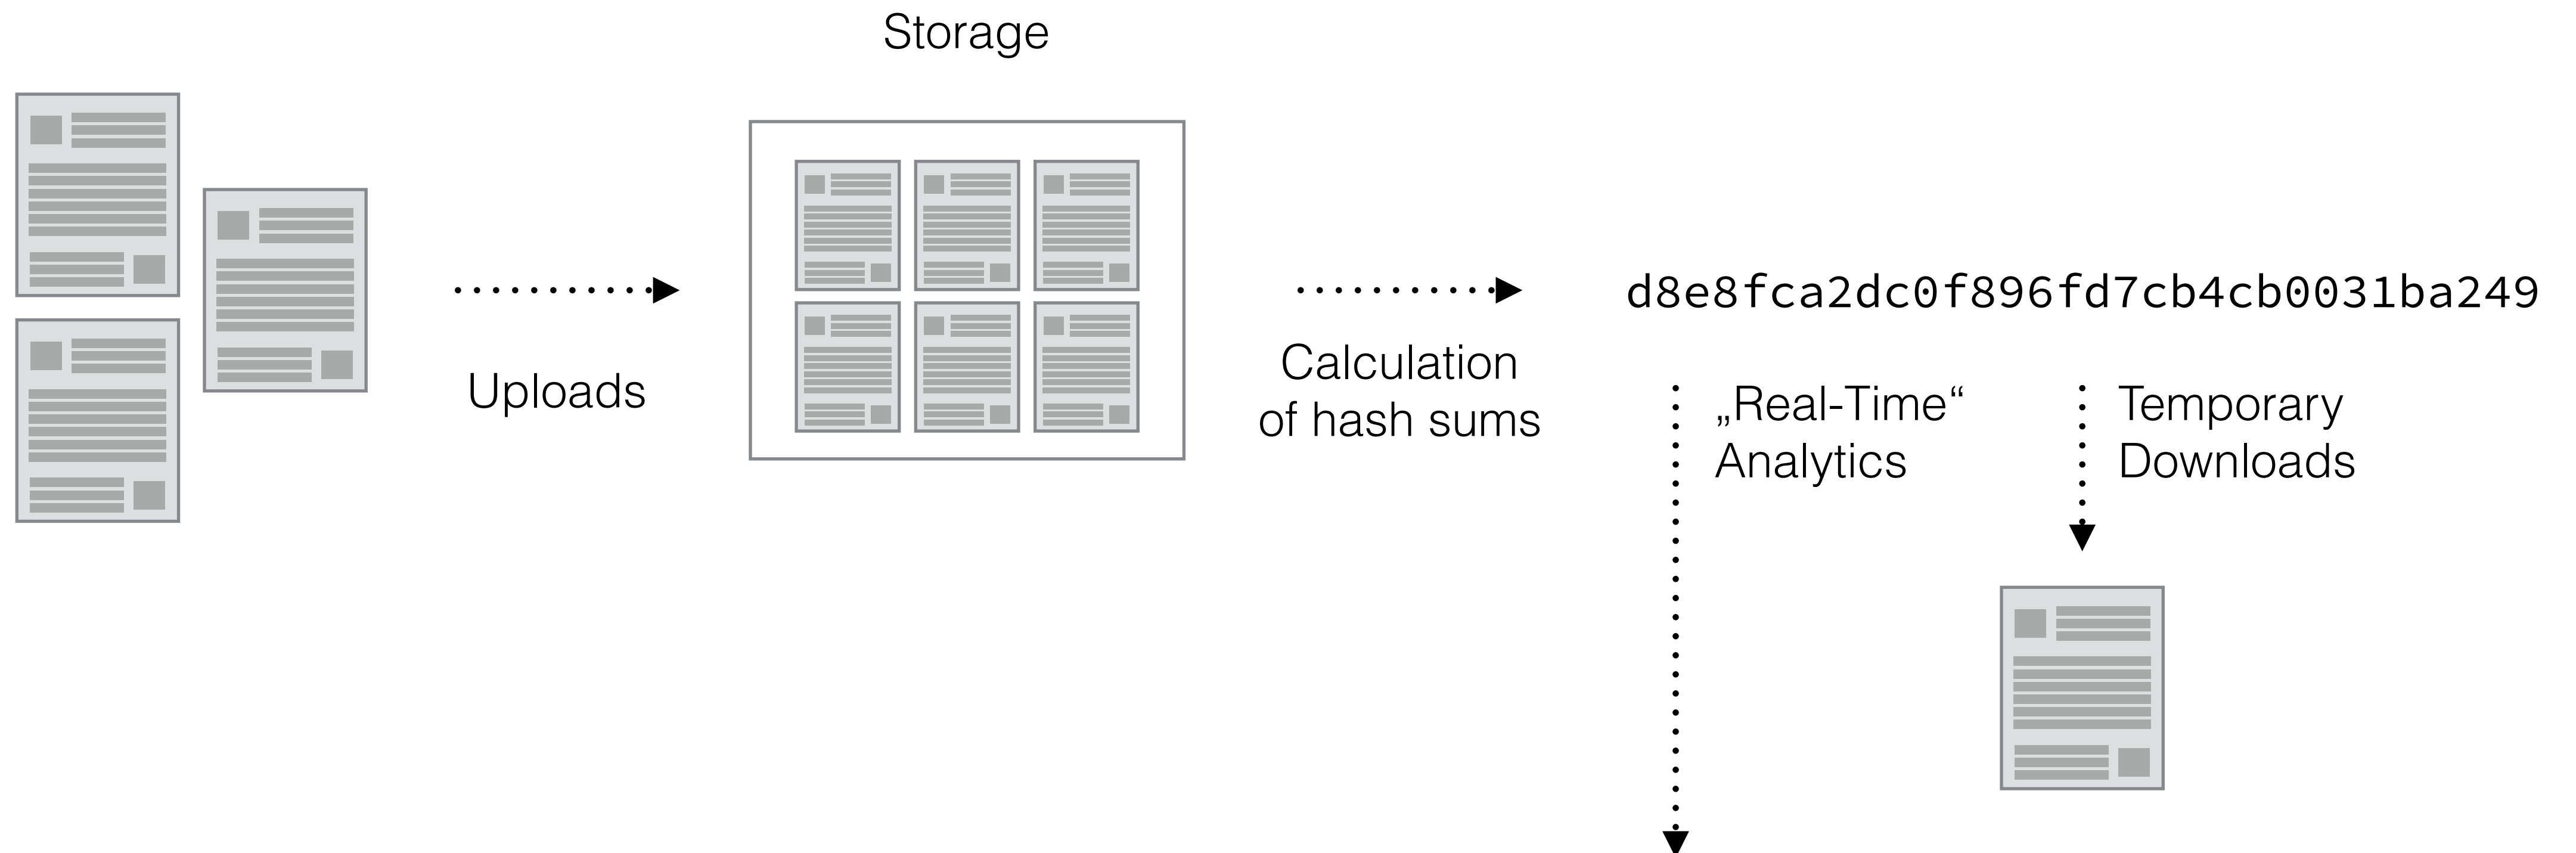 Storage
Uploads
Calculation
of hash sums
d8e8fca2dc0f896fd7cb4cb0031ba249
„Real-Time“
Analytics
Temporary
Downloads